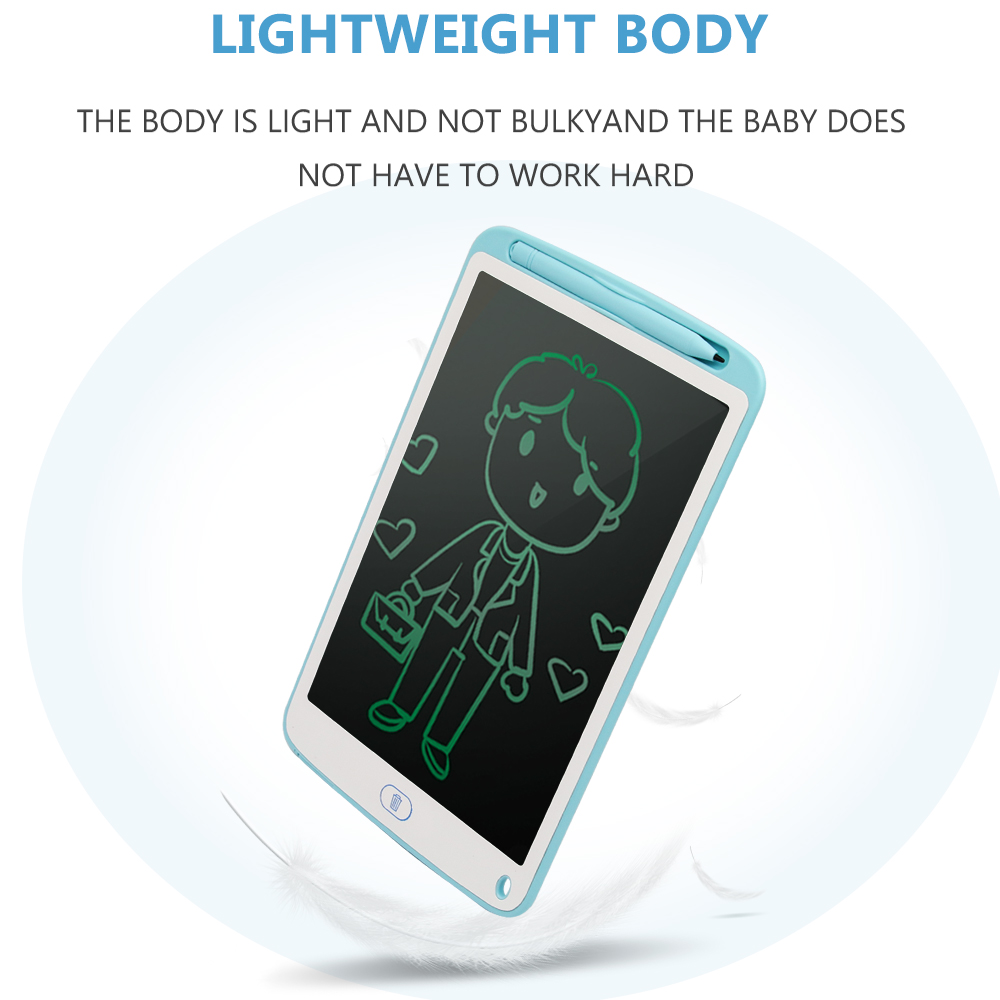 LIGHTWEIGHT BODY
THE BODY IS LIGHT AND NOT BULKYAND THE BABY DOES
NOT HAVE TO WORK HARD